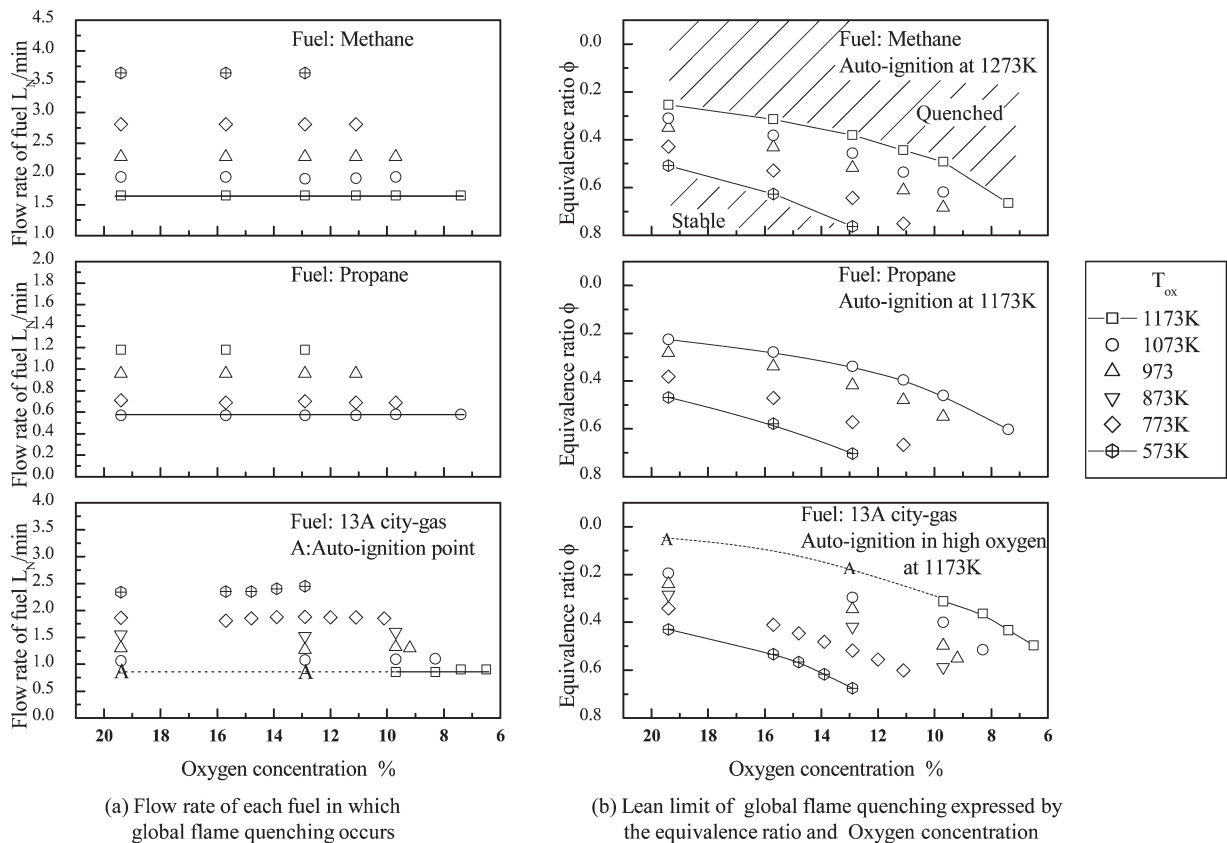 Flow rate of fuel L_N/min
4.5
4.0
3.5
3.0
2.5
2.0
1.5
1.0
Fuel: Methane
Flow rate of fuel L_N/min
2.0
1.8
1.6
1.4
1.2
1.0
0.8
0.6
0.4
0.2
0.0
Fuel: Propane
Flow rate of fuel L_N/min
4.0
3.5
3.0
2.5
2.0
1.5
1.0
0.5
0.0
Fuel: 13A city-gas
A:Auto-ignition point
A
A
20 18 16 14 12 10 8 6
Oxygen concentration %
(a) Flow rate of each fuel in which
global flame quenching occurs
Equivalence ratio ϕ
0.0
0.2
0.4
0.6
0.8
Fuel: Methane
Auto-ignition at 1273K
Quenched
Stable
Equivalence ratio ϕ
0.0
0.2
0.4
0.6
0.8
Fuel: Propane
Auto-ignition at 1173K
Equivalence ratio ϕ
0.0
0.2
0.4
0.6
0.8
Fuel: 13A city-gas
Auto-ignition in high oxygen
at 1173K
A
A
20 18 16 14 12 10 8 6
Oxygen concentration %
(b) Lean limit of global flame quenching expressed by
the equivalence ratio and Oxygen concentration
T_ox
1173K
1073K
973
873K
773K
573K